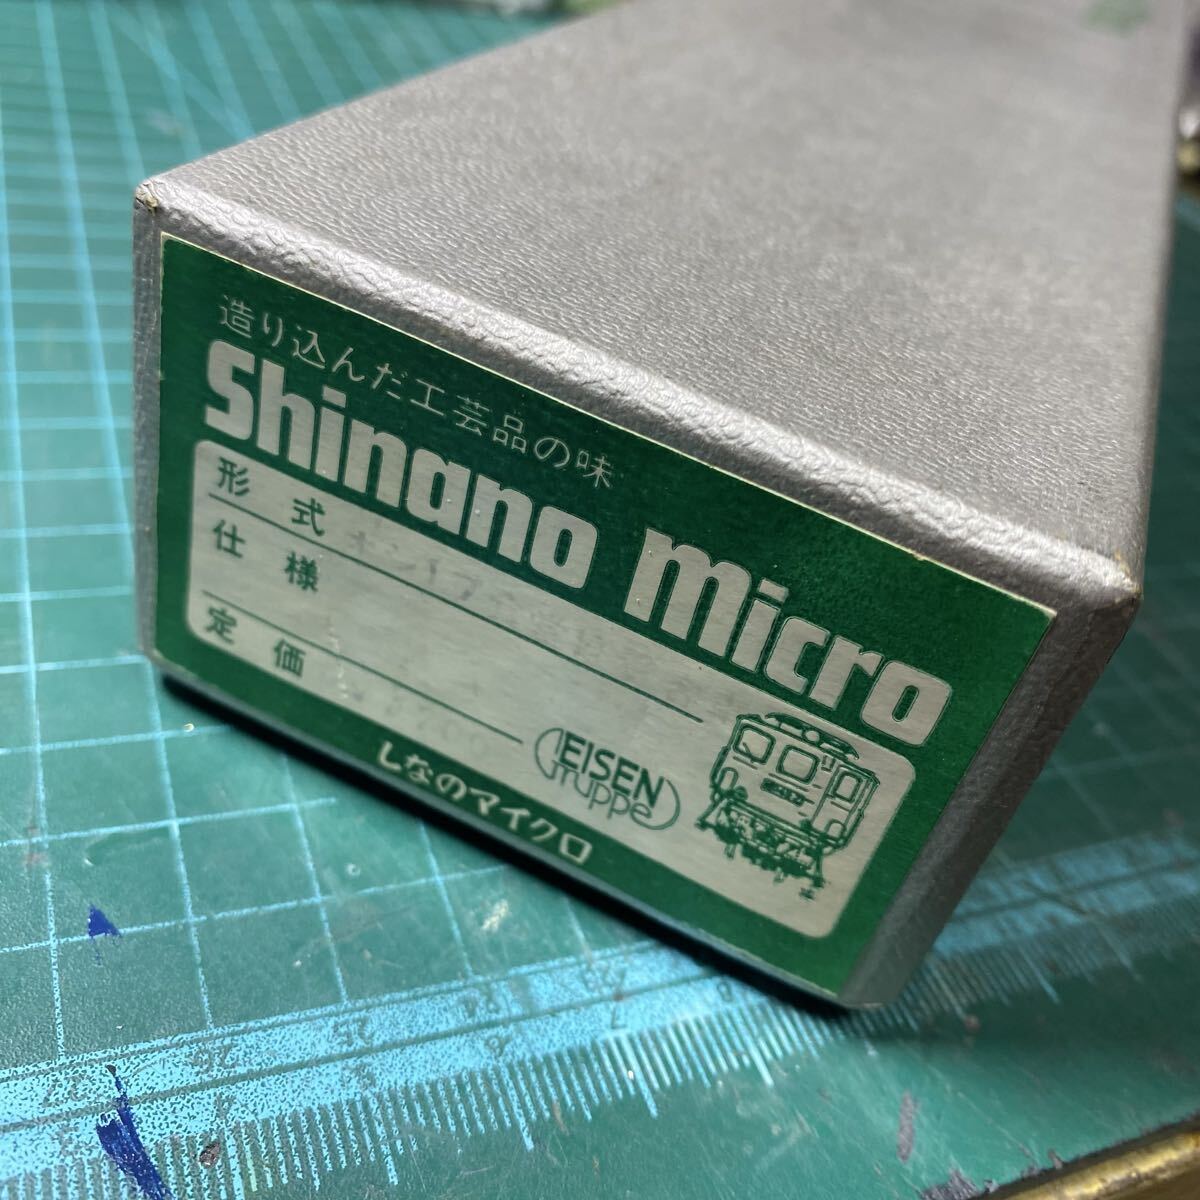 造り込んだ工芸品の味
Shinano Micro
形式
仕様
定価
EISEN
gruppe
しなのマイクロ